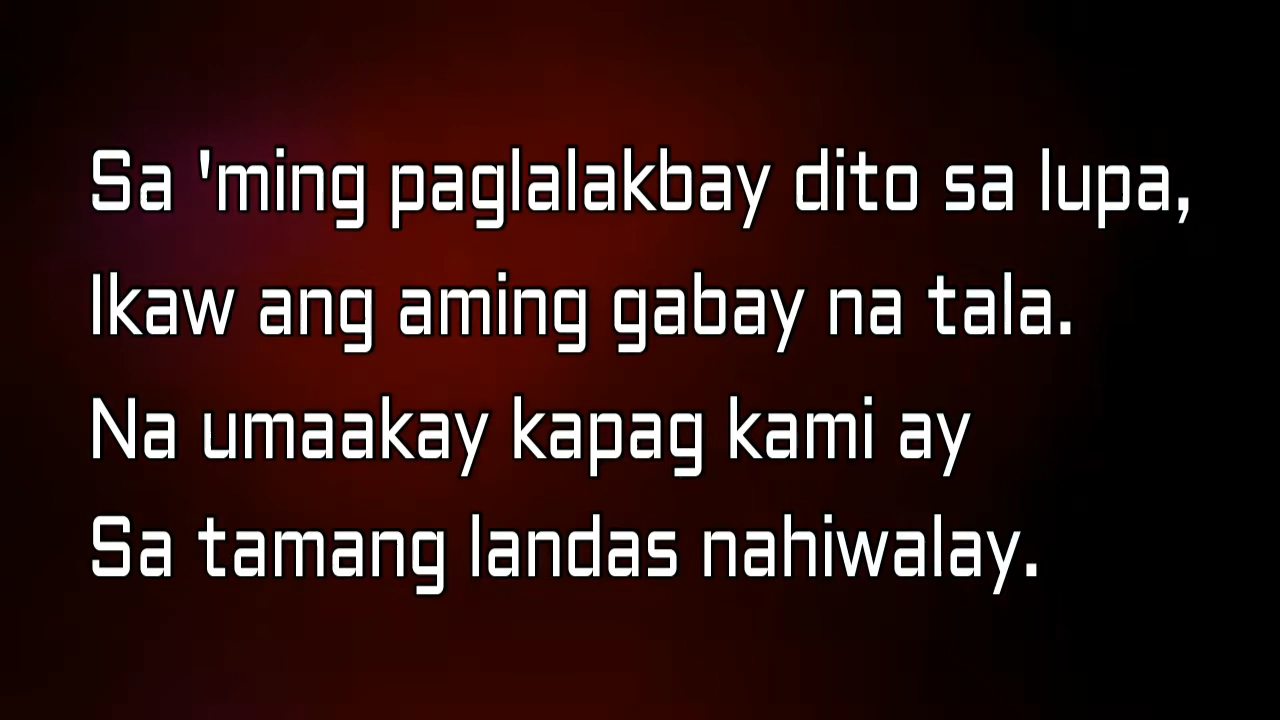 Sa 'ming paglalakbay dito sa lupa,
Ikaw ang aming gabay na tala.
Na umaakay kapag kami ay
Sa tamang landas nahiwalay.